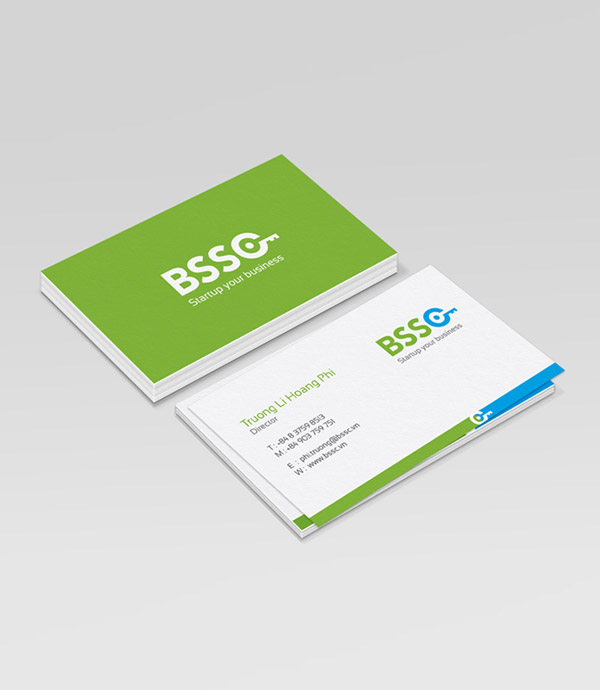 BSSC
Startup your business
BSSC
Startup your business
Truong Li Hoang Phi
Director
T : +84 8 3759 8513
M : +84 903 759 751
E : phi.truong@bssc.vn
W : www.bssc.vn